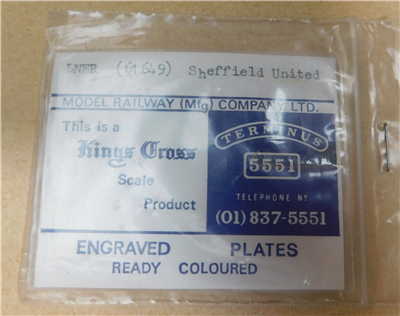 LNER (61649) Sheffield United
MODEL RAILWAY (Mfg) COMPANY LTD.
This is a
Kings Cross
Scale
Product
TERMINUS
5551
TELEPHONE No
(01) 837-5551
ENGRAVED PLATES
READY COLOURED